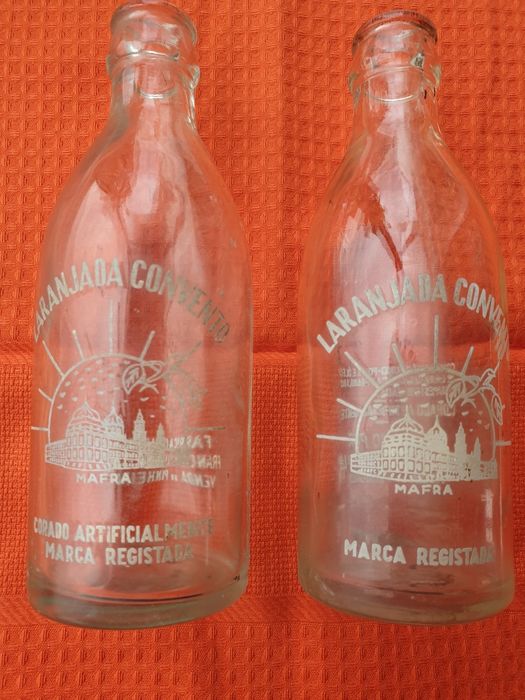 LARANJADA CONVENTO
MAFRA
CORADO ARTIFICIALMENTE
MARCA REGISTADA
LARANJADA CONVENTO
MAFRA
MARCA REGISTADA